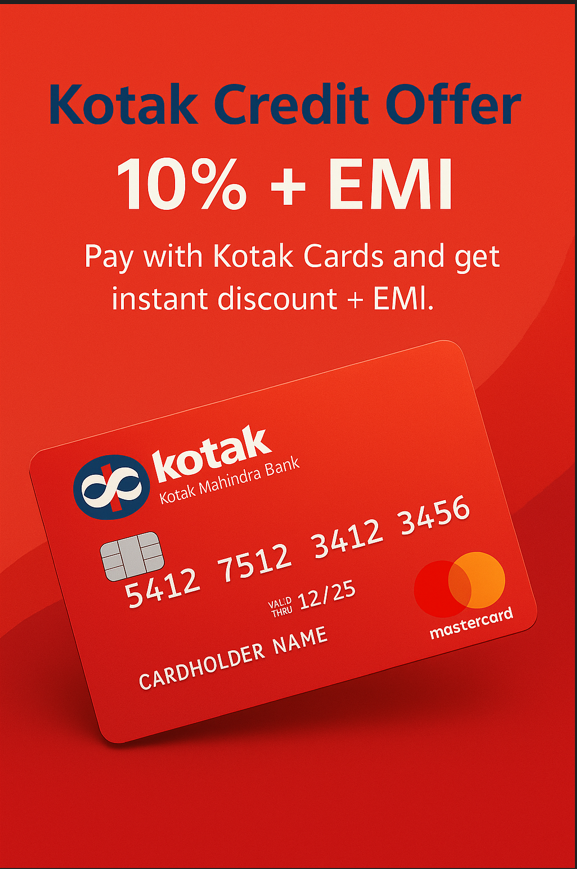 Kotak Credit Offer
10% + EMI
Pay with Kotak Cards and get
instant discount + EMI.
kotak
Kotak Mahindra Bank
5412 7512 3412 3456
VALID
THRU 12/25
CARDHOLDER NAME
mastercard